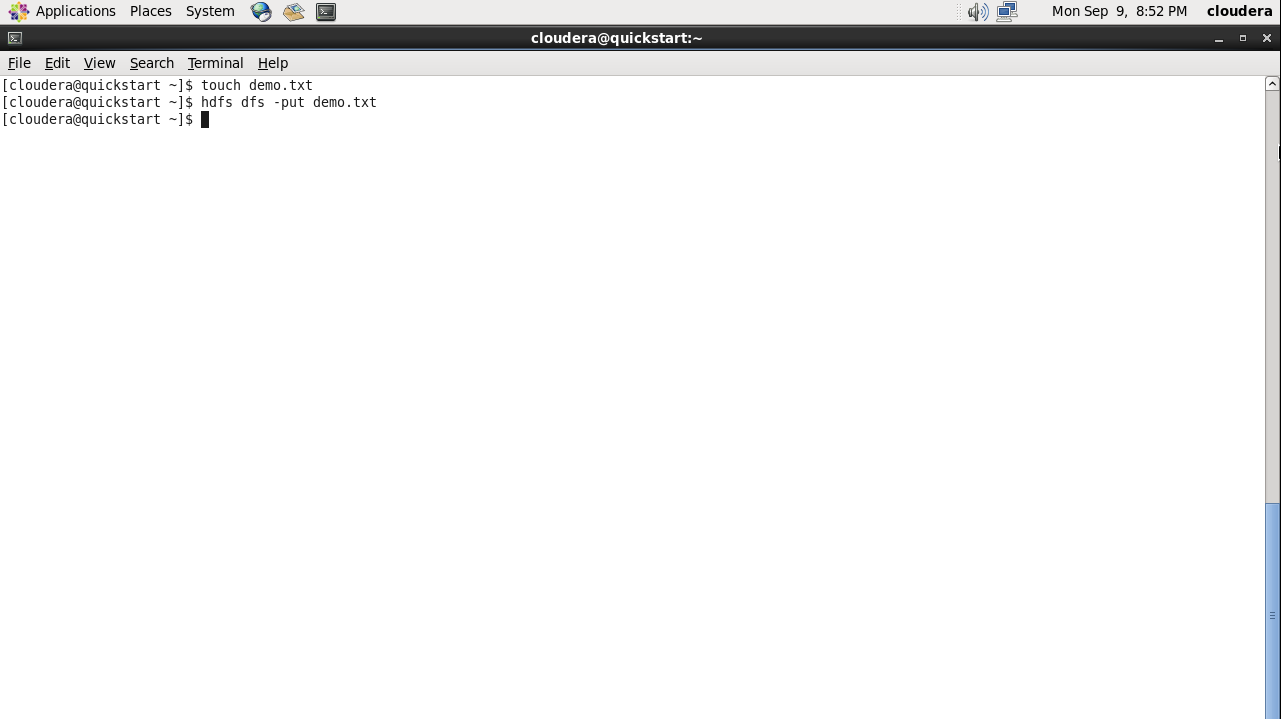 Applications Places System Mon Sep 9, 8:52 PM cloudera
cloudera@quickstart:~
File Edit View Search Terminal Help
[cloudera@quickstart ~]$ touch demo.txt
[cloudera@quickstart ~]$ hdfs dfs -put demo.txt
[cloudera@quickstart ~]$